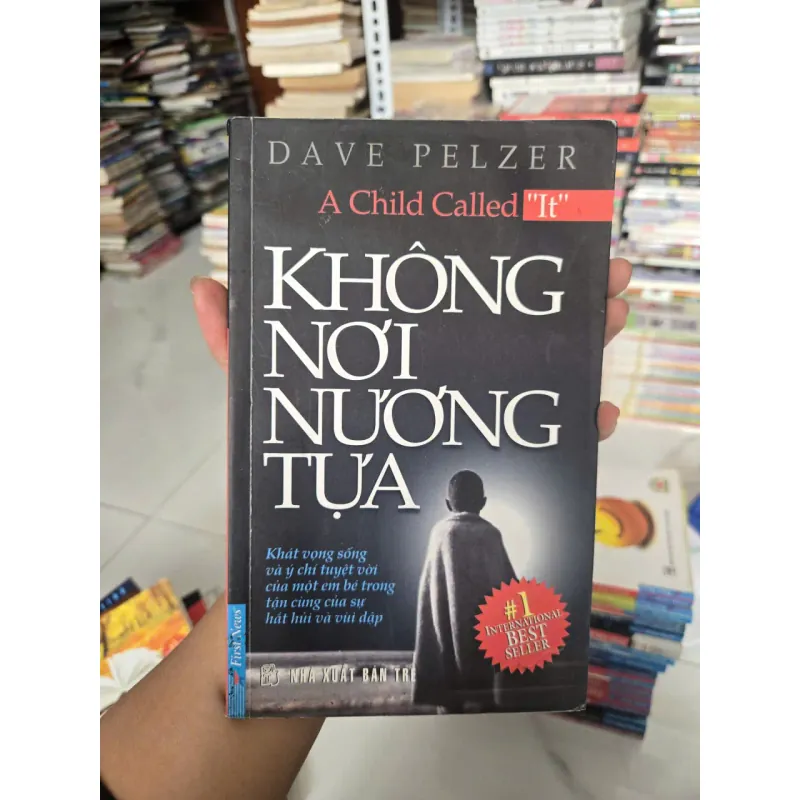 DAVE PELZER
A Child Called "It"
KHÔNG
NƠI
NƯƠNG
TỰA
Khát vọng sống
và ý chí tuyệt vời
của một em bé trong
tận cùng của sự
hắt hủi và vùi dập
#1
INTERNATIONAL
BEST
SELLER
First News
NHÀ XUẤT BẢN TRẺ